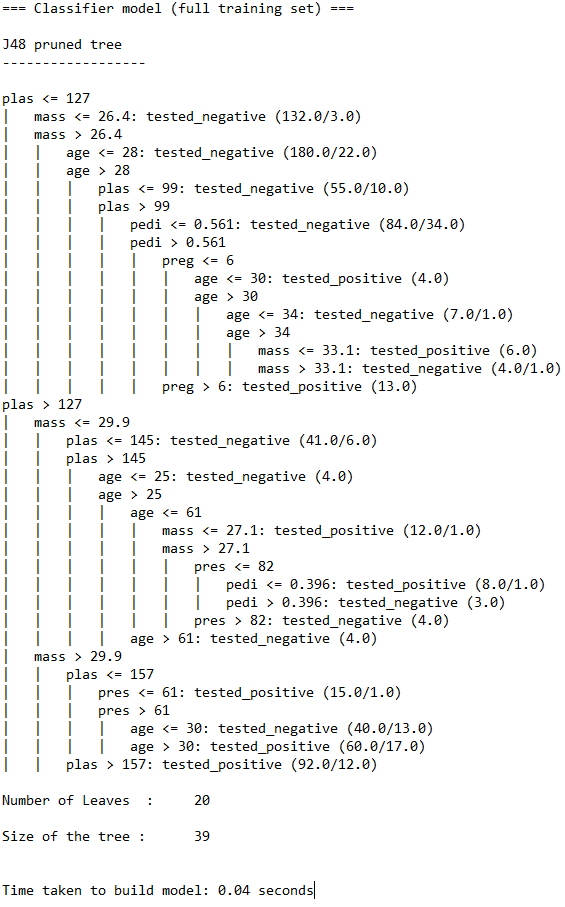 === Classifier model (full training set) ===
J48 pruned tree
------------------
plas <= 127
|   mass <= 26.4: tested_negative (132.0/3.0)
|   mass > 26.4
|   |   age <= 28: tested_negative (180.0/22.0)
|   |   age > 28
|   |   |   plas <= 99: tested_negative (55.0/10.0)
|   |   |   plas > 99
|   |   |   |   pedi <= 0.561: tested_negative (84.0/34.0)
|   |   |   |   pedi > 0.561
|   |   |   |   |   preg <= 6
|   |   |   |   |   |   age <= 30: tested_positive (4.0)
|   |   |   |   |   |   age > 30
|   |   |   |   |   |   |   age <= 34: tested_negative (7.0/1.0)
|   |   |   |   |   |   |   age > 34
|   |   |   |   |   |   |   |   mass <= 33.1: tested_positive (6.0)
|   |   |   |   |   |   |   |   mass > 33.1: tested_negative (4.0/1.0)
|   |   |   |   |   preg > 6: tested_positive (13.0)
plas > 127
|   mass <= 29.9
|   |   plas <= 145: tested_negative (41.0/6.0)
|   |   plas > 145
|   |   |   age <= 25: tested_negative (4.0)
|   |   |   age > 25
|   |   |   |   age <= 61
|   |   |   |   |   mass <= 27.1: tested_positive (12.0/1.0)
|   |   |   |   |   mass > 27.1
|   |   |   |   |   |   pres <= 82
|   |   |   |   |   |   |   pedi <= 0.396: tested_positive (8.0/1.0)
|   |   |   |   |   |   |   pedi > 0.396: tested_negative (3.0)
|   |   |   |   |   |   pres > 82: tested_negative (4.0)
|   |   |   |   age > 61: tested_negative (4.0)
|   mass > 29.9
|   |   plas <= 157
|   |   |   pres <= 61: tested_positive (15.0/1.0)
|   |   |   pres > 61
|   |   |   |   age <= 30: tested_negative (40.0/13.0)
|   |   |   |   age > 30: tested_positive (60.0/17.0)
|   |   plas > 157: tested_positive (92.0/12.0)
Number of Leaves  :     20
Size of the tree :      39
Time taken to build model: 0.04 seconds